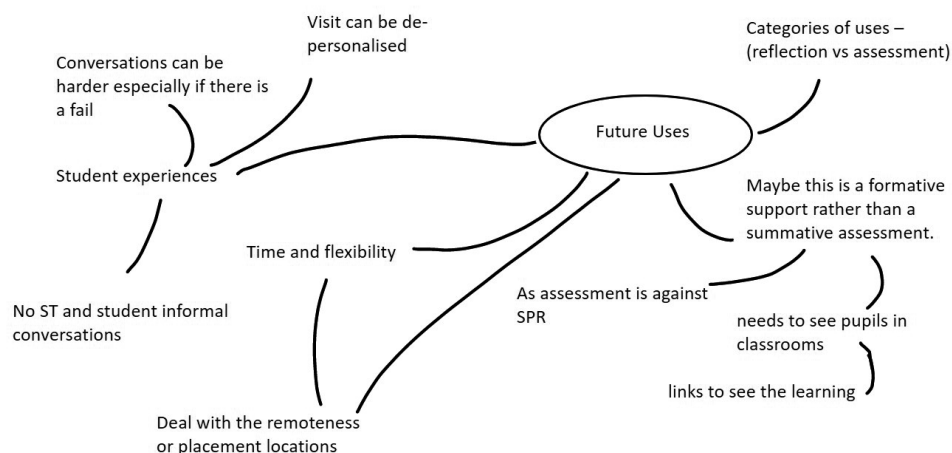 Visit can be de-
personalised
Categories of uses –
(reflection vs assessment)
Conversations can be
harder especially if there is
a fail
Future Uses
Student experiences
Maybe this is a formative
support rather than a
summative assessment.
Time and flexibility
As assessment is against
SPR
No ST and student informal
conversations
needs to see pupils in
classrooms
links to see the learning
Deal with the remoteness
or placement locations